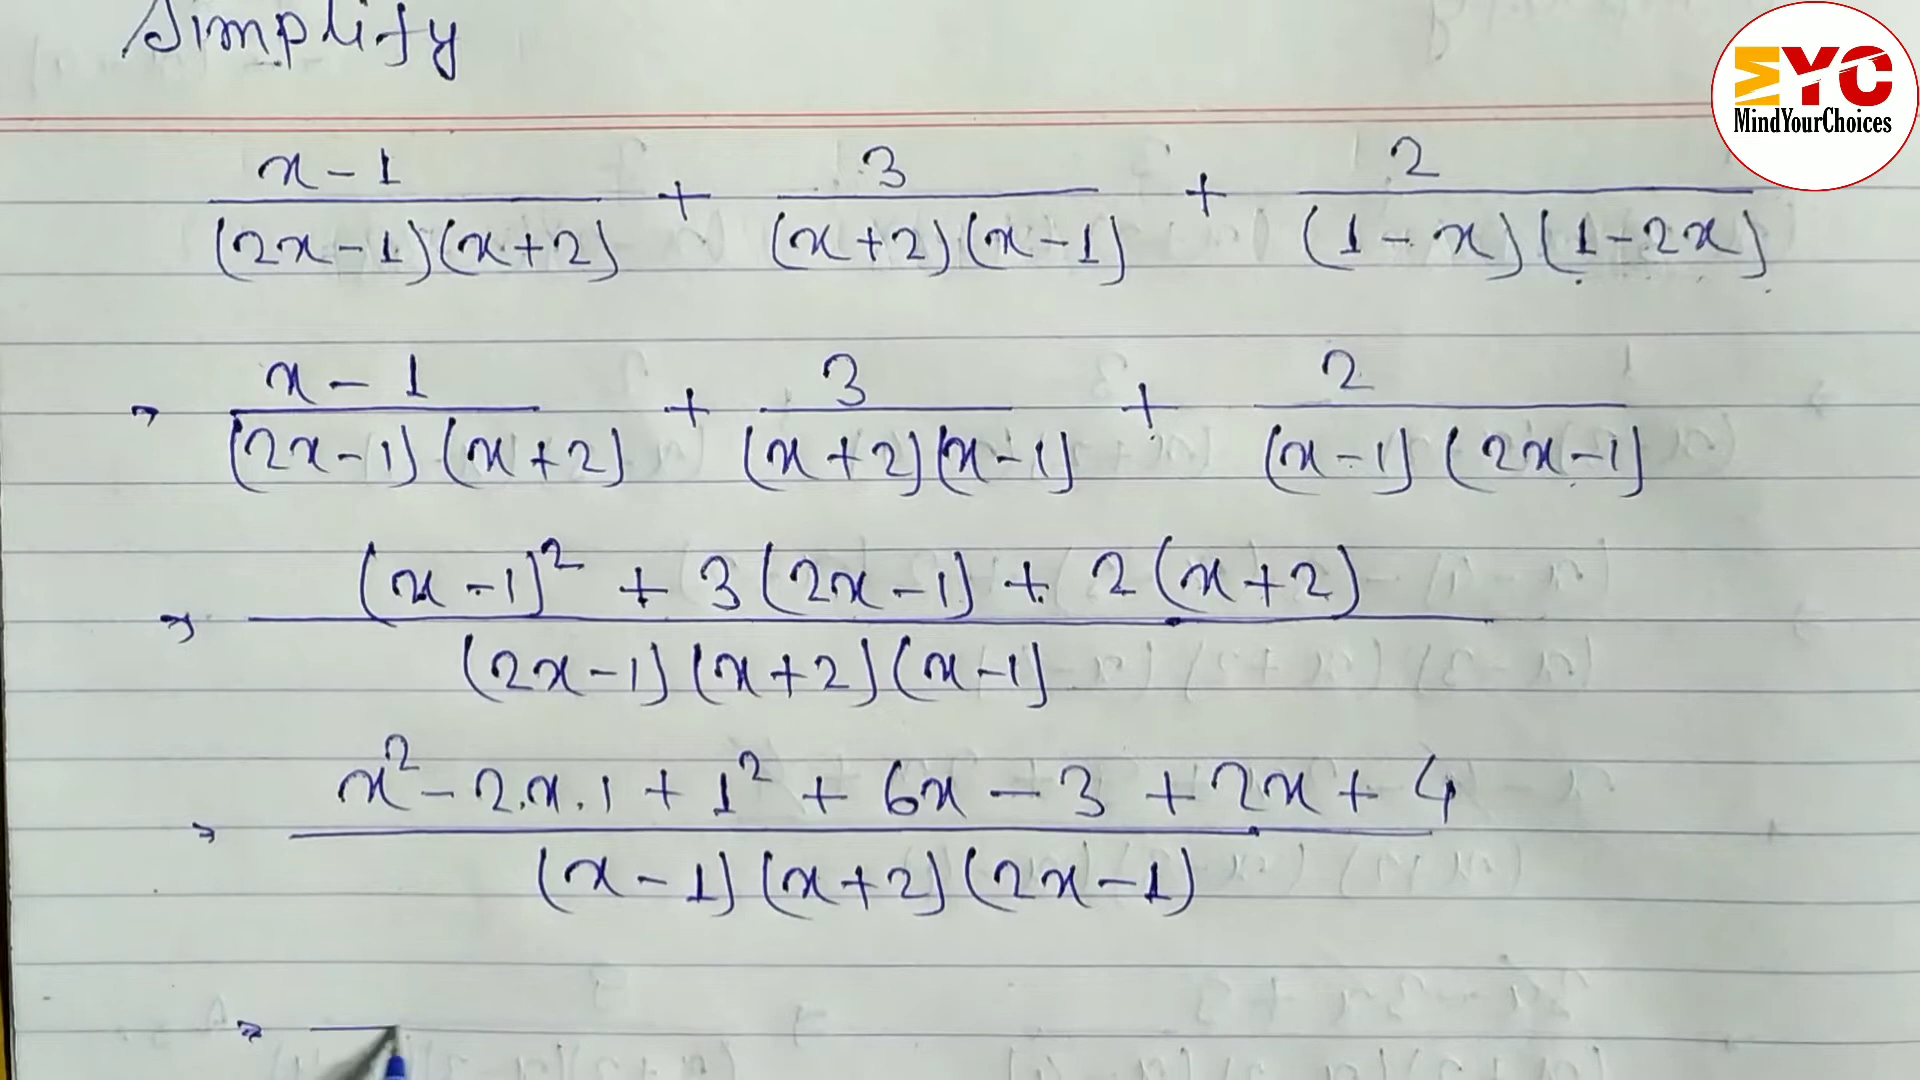 Simplify
MYC
MindYourChoices
x-1/(2x-1)(x+2) + 3/(x+2)(x-1) + 2/(1-x)(1-2x)
⇒ x-1/(2x-1)(x+2) + 3/(x+2)(x-1) + 2/(x-1)(2x-1)
⇒ (x-1)² + 3(2x-1) + 2(x+2)/(2x-1)(x+2)(x-1)
⇒ x² - 2.x.1 + 1² + 6x - 3 + 2x + 4/(x-1)(x+2)(2x-1)
⇒